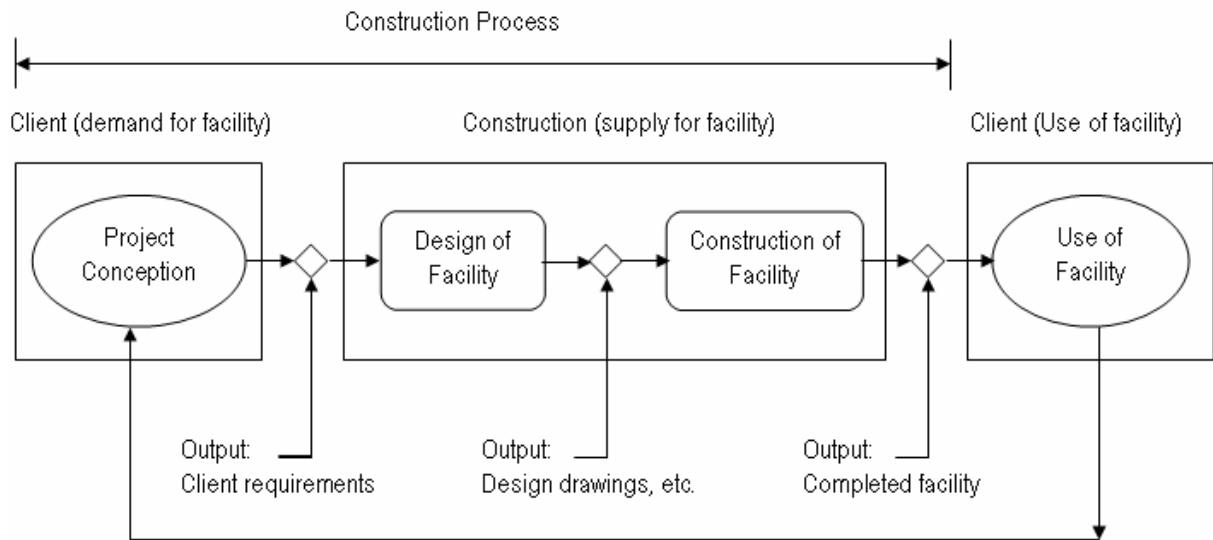 Construction Process
Client (demand for facility)
Construction (supply for facility)
Client (Use of facility)
Project
Conception
Design of
Facility
Construction of
Facility
Use of
Facility
Output:
Client requirements
Output:
Design drawings, etc.
Output:
Completed facility